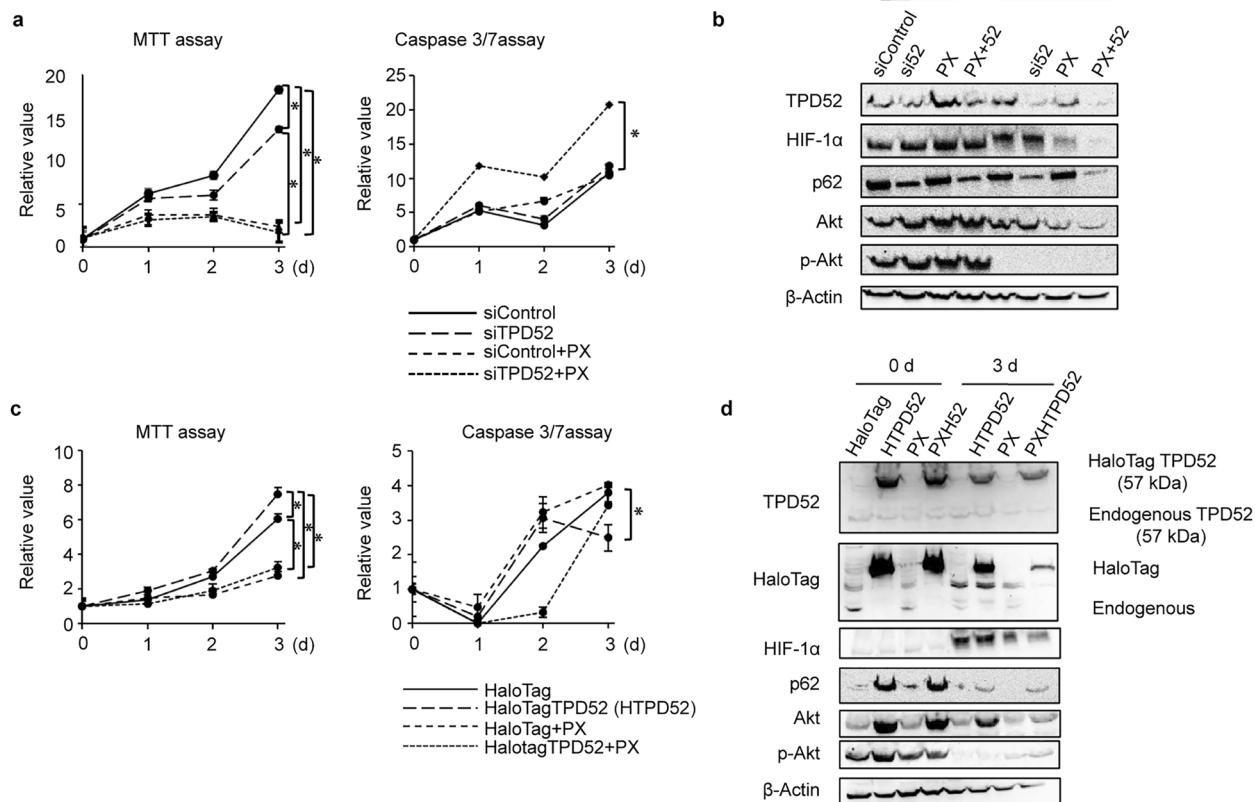 a
MTT assay
Relative value
20
15
10
5
0
0 1 2 3 (d)
*
*
*
*
Caspase 3/7assay
Relative value
25
20
15
10
5
0
0 1 2 3 (d)
*
siControl
siTPD52
siControl+PX
siTPD52+PX
b
siControl
si52
PX
PX+52
si52
PX
PX+52
TPD52
HIF-1α
p62
Akt
p-Akt
β-Actin
c
MTT assay
Relative value
10
8
6
4
2
0
0 1 2 3 (d)
*
*
*
*
Caspase 3/7assay
Relative value
5
4
3
2
1
0
0 1 2 3 (d)
*
HaloTag
HaloTagTPD52 (HTPD52)
HaloTag+PX
HalotagTPD52+PX
d
0 d
3 d
HaloTag
HTPD52
PX
PXH52
HTPD52
PX
PXHTPD52
TPD52
HaloTag TPD52
(57 kDa)
Endogenous TPD52
(57 kDa)
HaloTag
HaloTag
Endogenous
HIF-1α
p62
Akt
p-Akt
β-Actin